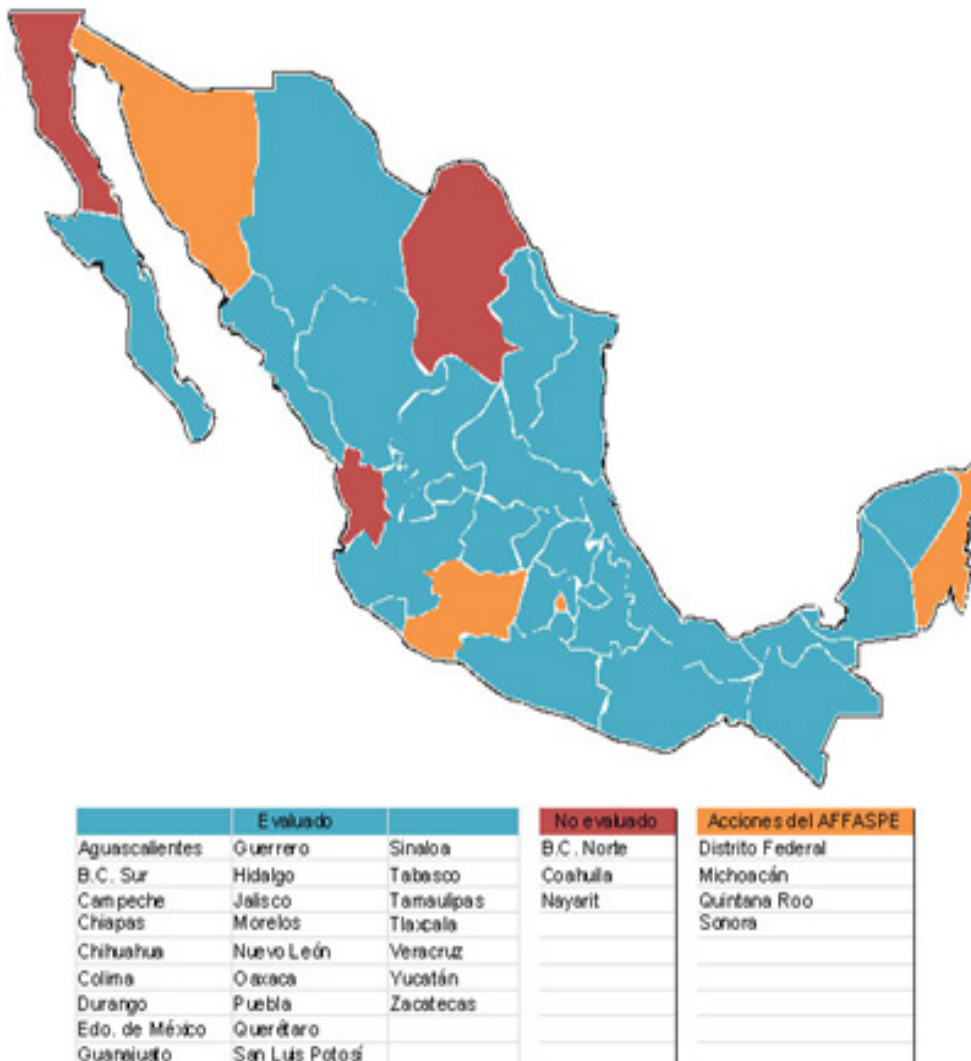 Evaluado No evaluado Acciones del AFFASPE
Aguascalientes Guerrero Sinaloa B.C. Norte Distrito Federal
B.C. Sur Hidalgo Tabasco Coahuila Michoacán
Campeche Jalisco Tamaulipas Nayarit Quintana Roo
Chiapas Morelos Tlaxcala Sonora
Chihuahua Nuevo León Veracruz
Colima Oaxaca Yucatán
Durango Puebla Zacatecas
Edo. de México Querétaro
Guanajuato San Luis Potosí